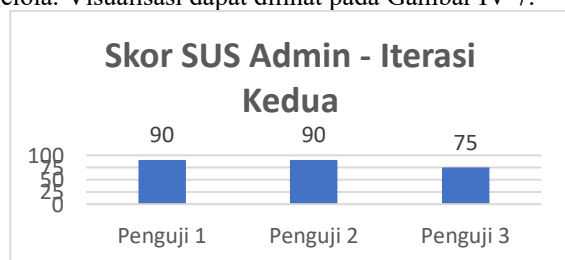 Visualisasi dapat dilihat pada Gambar IV-7.
Skor SUS Admin - Iterasi
Kedua
90
90
75
100
75
50
25
0
Penguji 1
Penguji 2
Penguji 3